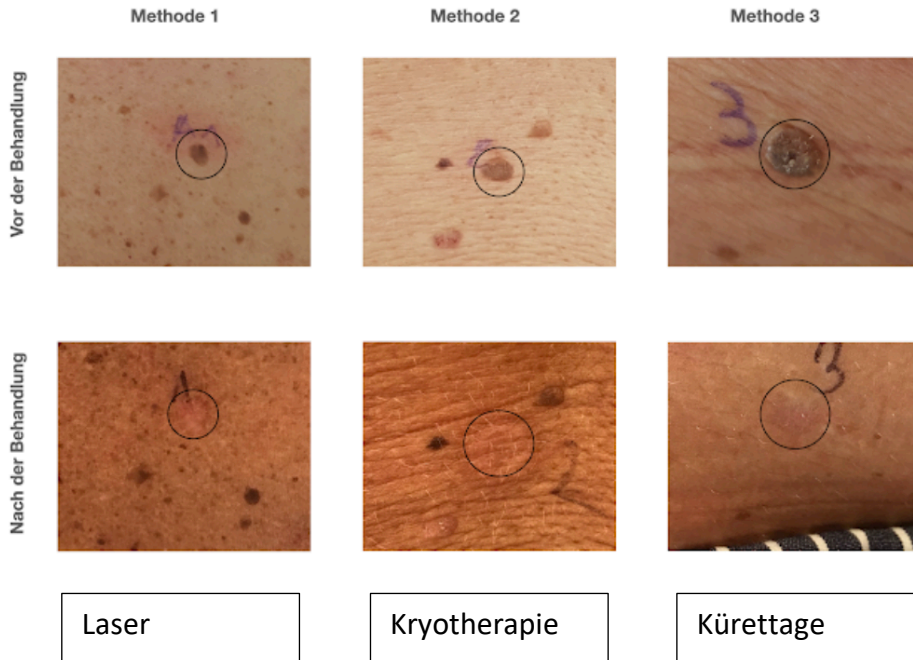 Methode 1
Methode 2
Methode 3
Vor der Behandlung
3
Nach der Behandlung
3
Laser
Kryotherapie
Kürettage